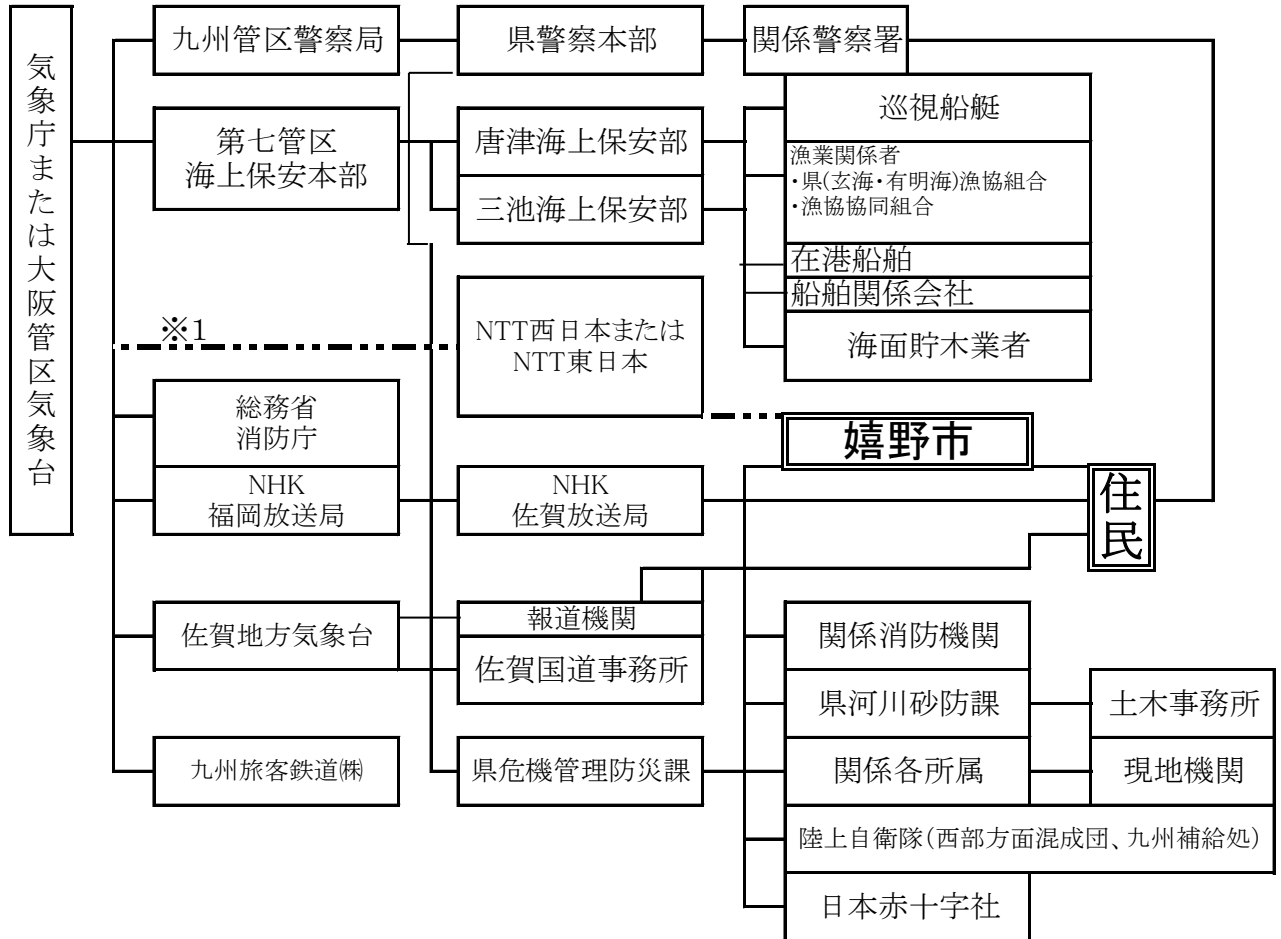 気象庁または大阪管区気象台
九州管区警察局
県警察本部
関係警察署
第七管区
海上保安本部
唐津海上保安部
三池海上保安部
巡視船艇
漁業関係者
・県(玄海・有明海)漁協組合
・漁協協同組合
在港船舶
船舶関係会社
海面貯木業者
※1
NTT西日本または
NTT東日本
総務省
消防庁
嬉野市
NHK
福岡放送局
NHK
佐賀放送局
住民
佐賀地方気象台
報道機関
佐賀国道事務所
関係消防機関
県河川砂防課
土木事務所
九州旅客鉄道㈱
県危機管理防災課
関係各所属
現地機関
陸上自衛隊(西部方面混成団、九州補給処)
日本赤十字社